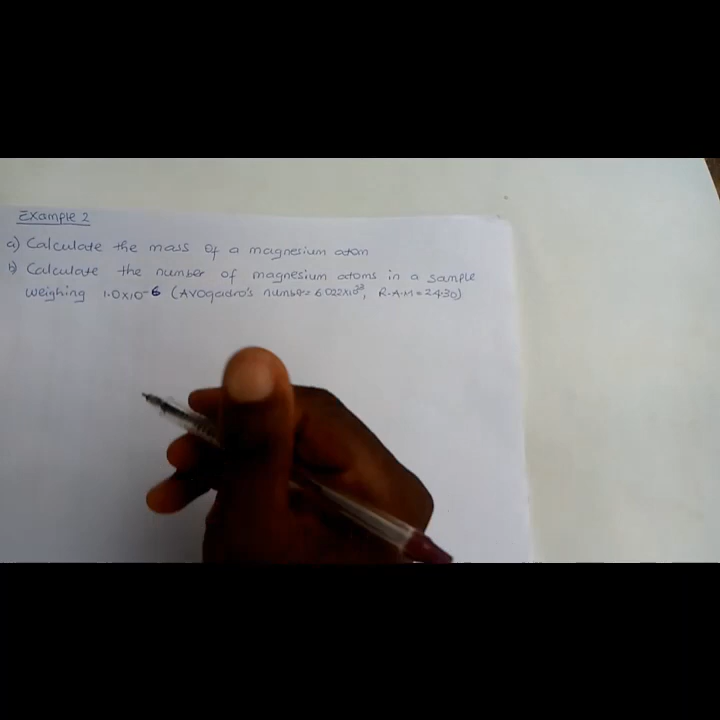 Example 2
a) Calculate the mass of a magnesium atom
b) Calculate the number of magnesium atoms in a sample
weighing 1.0x10-6 (Avogadro's number= 6.022x10²³, R.A.M = 24.30)